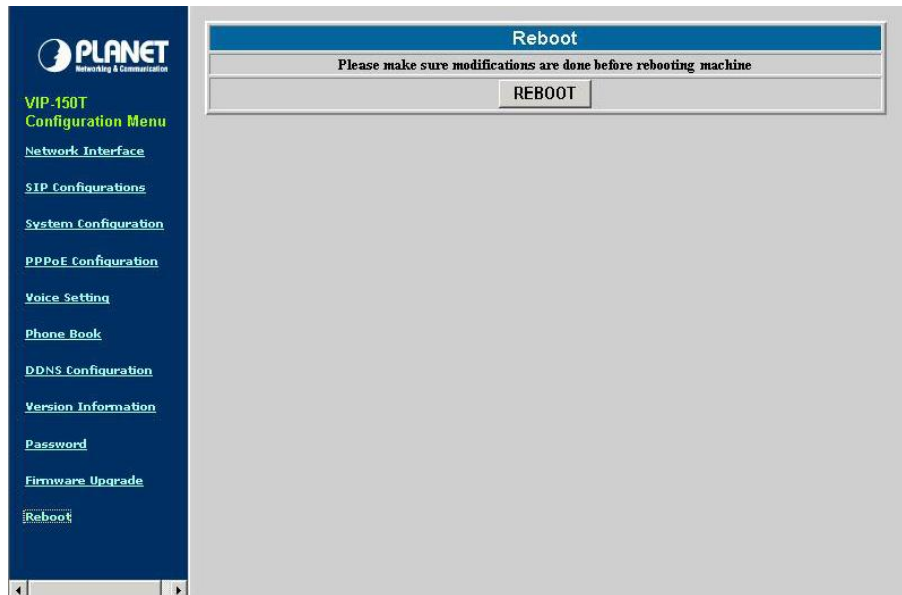 PLANET
Networking & Communication
VIP-150T
Configuration Menu
Network Interface
SIP Configurations
System Configuration
PPPoE Configuration
Voice Setting
Phone Book
DDNS Configuration
Version Information
Password
Firmware Upgrade
Reboot
Reboot
Please make sure modifications are done before rebooting machine
REBOOT